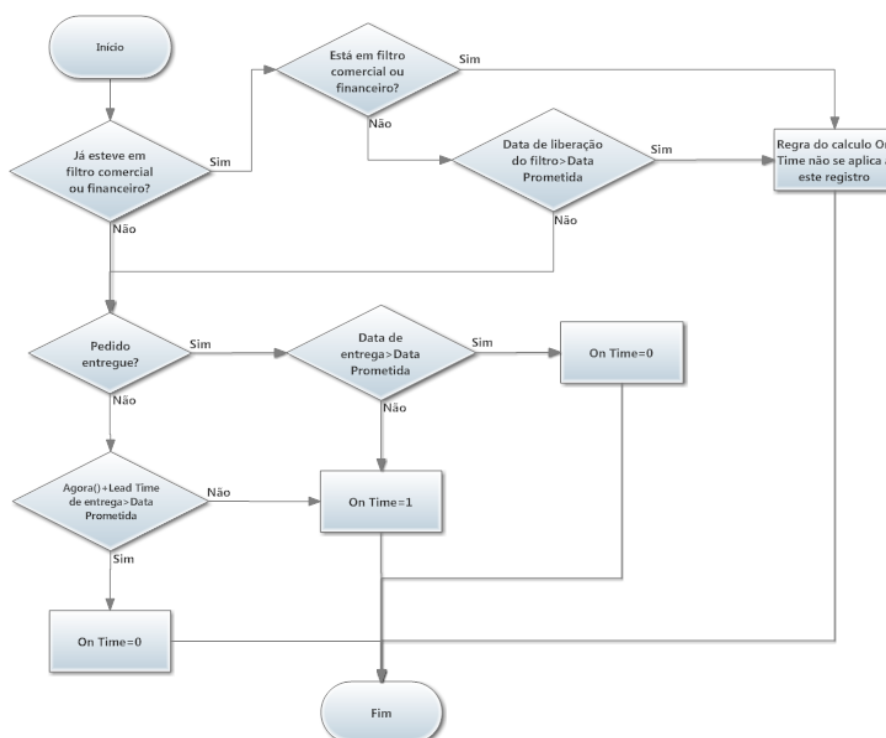 Início
Está em filtro
comercial ou
financeiro?
Sim
Não
Já esteve em
filtro comercial
ou financeiro?
Sim
Não
Data de liberação
do filtro>Data
Prometida
Sim
Não
Regra do calculo On
Time não se aplica a
este registro
Pedido
entregue?
Sim
Não
Data de
entrega>Data
Prometida
Sim
Não
On Time=0
Agora()+Lead Time
de entrega>Data
Prometida
Não
Sim
On Time=1
On Time=0
Fim